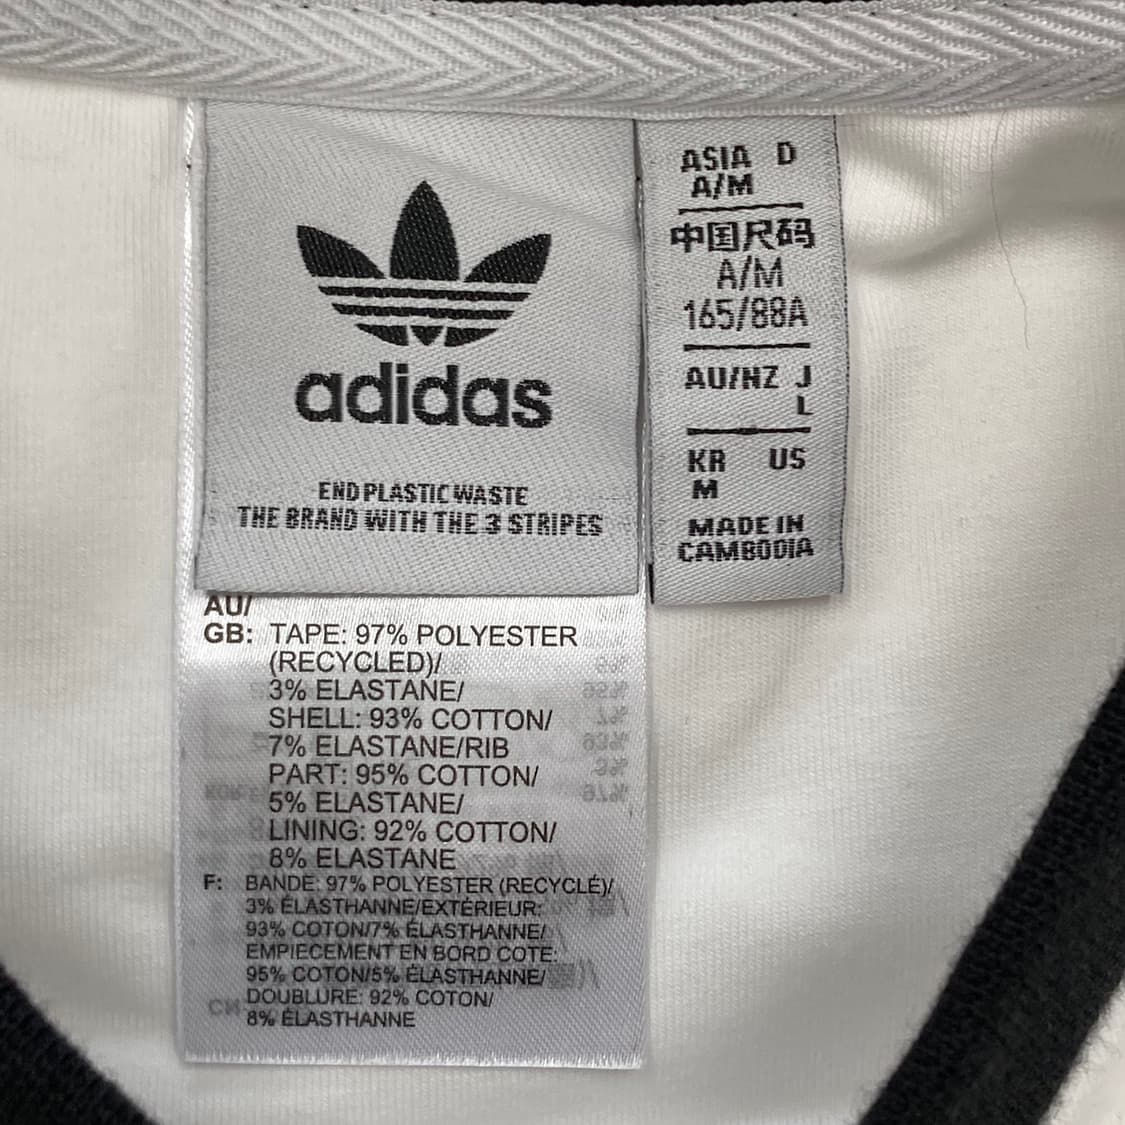 adidas
END PLASTIC WASTE
THE BRAND WITH THE 3 STRIPES
ASIA D
A/M
中国尺码
A/M
165/88A
AU/NZ J
L
KR US
M
MADE IN
CAMBODIA
AU/
GB: TAPE: 97% POLYESTER
(RECYCLED)/
3% ELASTANE/
SHELL: 93% COTTON/
7% ELASTANE/RIB
PART: 95% COTTON/
5% ELASTANE/
LINING: 92% COTTON/
8% ELASTANE
F: BANDE: 97% POLYESTER (RECYCLÉ)/
3% ÉLASTHANNE/EXTÉRIEUR:
93% COTON/7% ÉLASTHANNE/
EMPIECEMENT EN BORD COTE:
95% COTON/5% ÉLASTHANNE/
DOUBLURE: 92% COTON/
8% ÉLASTHANNE